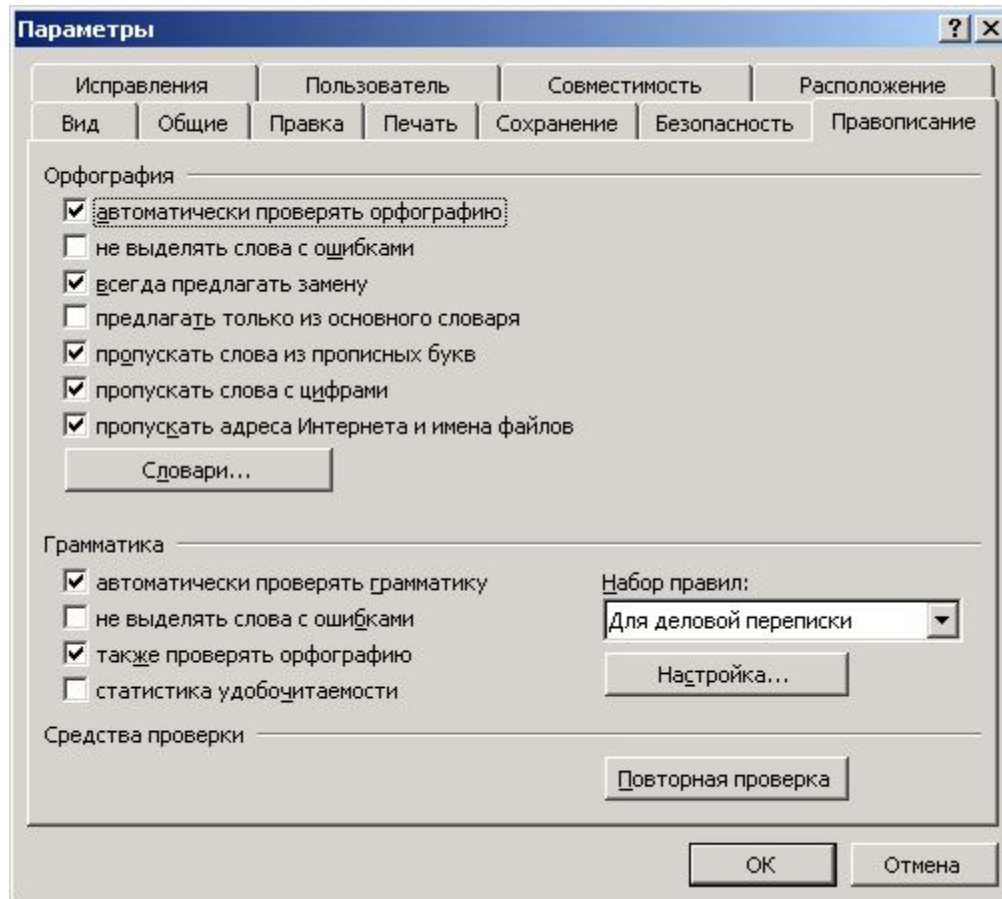 Параметры
Исправления Пользователь Совместимость Расположение
Вид Общие Правка Печать Сохранение Безопасность Правописание
Орфография
автоматически проверять орфографию
не выделять слова с ошибками
всегда предлагать замену
предлагать только из основного словаря
пропускать слова из прописных букв
пропускать слова с цифрами
пропускать адреса Интернета и имена файлов
Словари...
Грамматика
автоматически проверять грамматику
не выделять слова с ошибками
также проверять орфографию
статистика удобочитаемости
Набор правил:
Для деловой переписки
Настройка...
Средства проверки
Повторная проверка
ОК Отмена